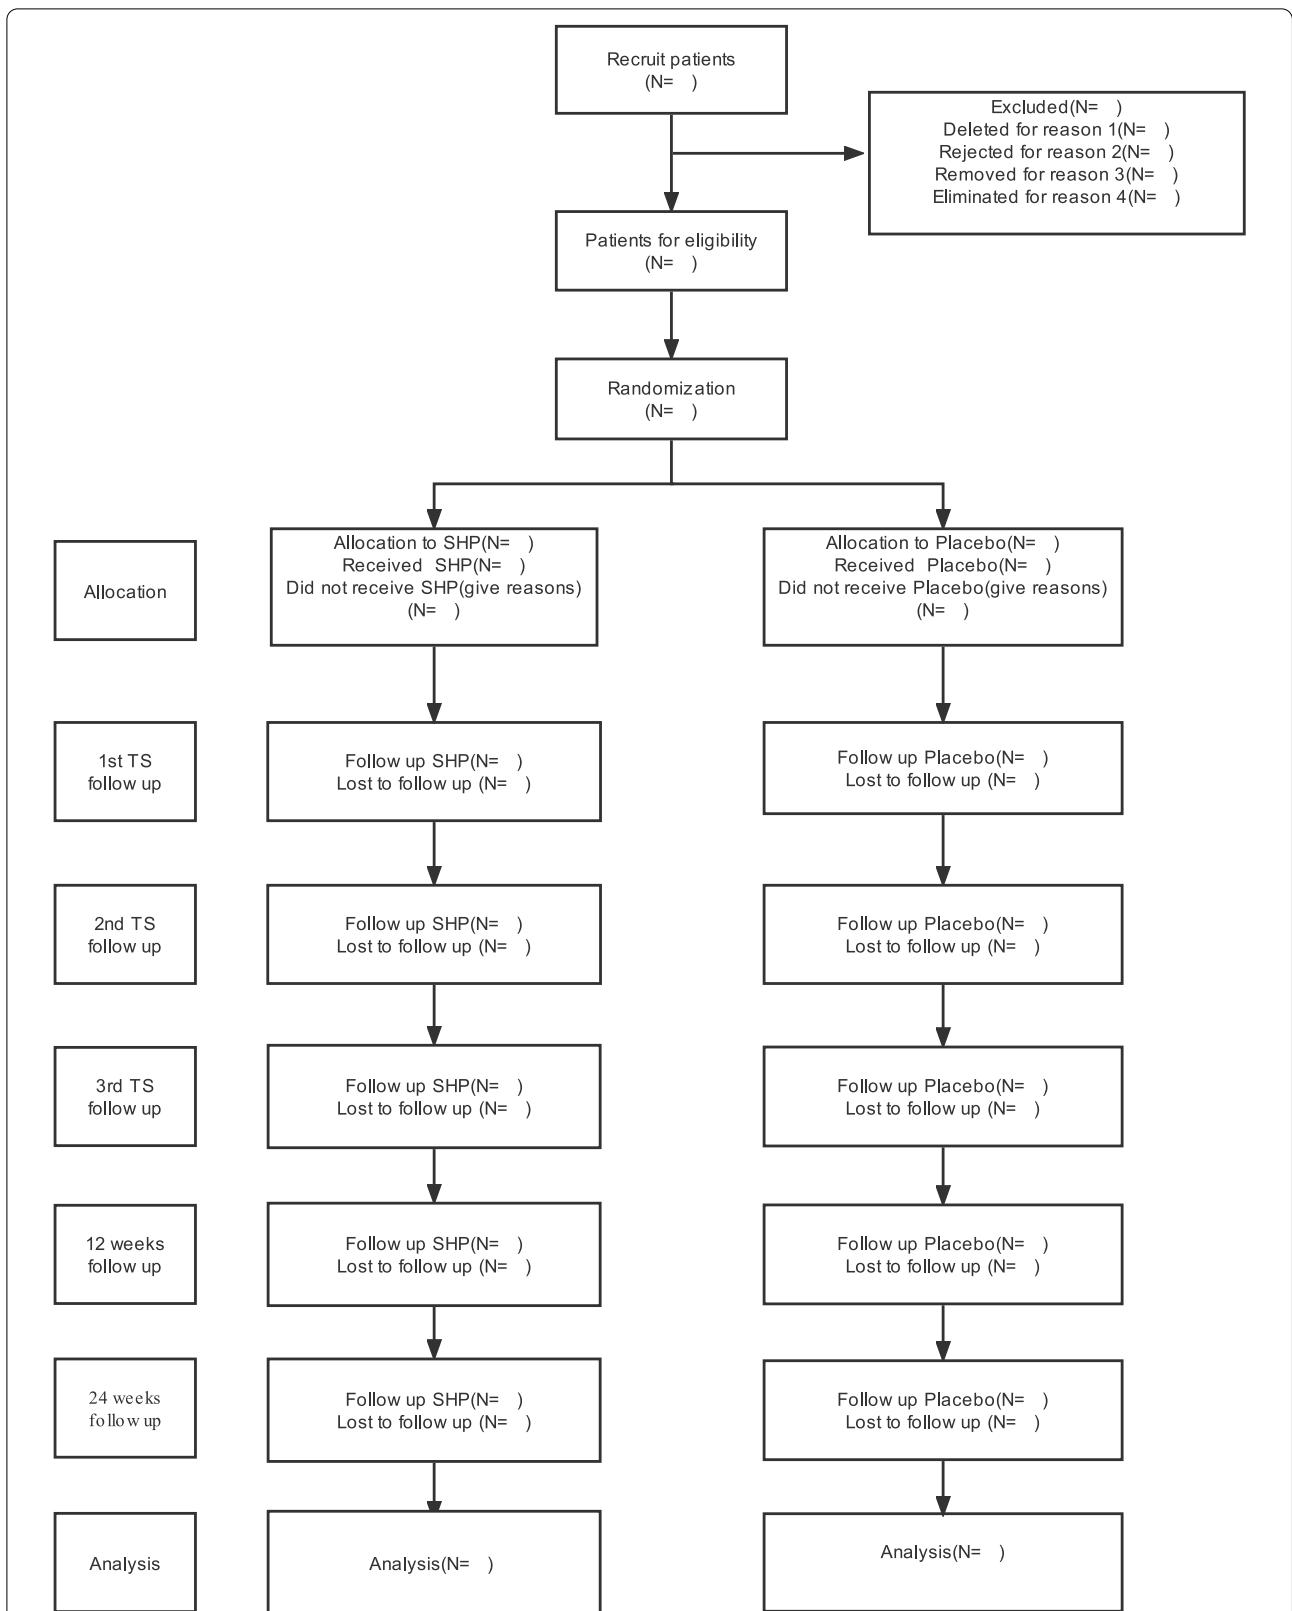 Recruit patients
(N= )
Excluded(N= )
Deleted for reason 1(N= )
Rejected for reason 2(N= )
Removed for reason 3(N= )
Eliminated for reason 4(N= )
Patients for eligibility
(N= )
Randomization
(N= )
Allocation
Allocation to SHP(N= )
Received SHP(N= )
Did not receive SHP(give reasons)
(N= )
Allocation to Placebo(N= )
Received Placebo(N= )
Did not receive Placebo(give reasons)
(N= )
1st TS
follow up
Follow up SHP(N= )
Lost to follow up (N= )
Follow up Placebo(N= )
Lost to follow up (N= )
2nd TS
follow up
Follow up SHP(N= )
Lost to follow up (N= )
Follow up Placebo(N= )
Lost to follow up (N= )
3rd TS
follow up
Follow up SHP(N= )
Lost to follow up (N= )
Follow up Placebo(N= )
Lost to follow up (N= )
12 weeks
follow up
Follow up SHP(N= )
Lost to follow up (N= )
Follow up Placebo(N= )
Lost to follow up (N= )
24 weeks
follow up
Follow up SHP(N= )
Lost to follow up (N= )
Follow up Placebo(N= )
Lost to follow up (N= )
Analysis
Analysis(N= )
Analysis(N= )